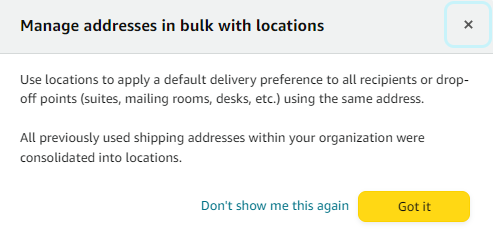 Manage addresses in bulk with locations
Use locations to apply a default delivery preference to all recipients or drop-
off points (suites, mailing rooms, desks, etc.) using the same address.
All previously used shipping addresses within your organization were
consolidated into locations.
Don't show me this again
Got it